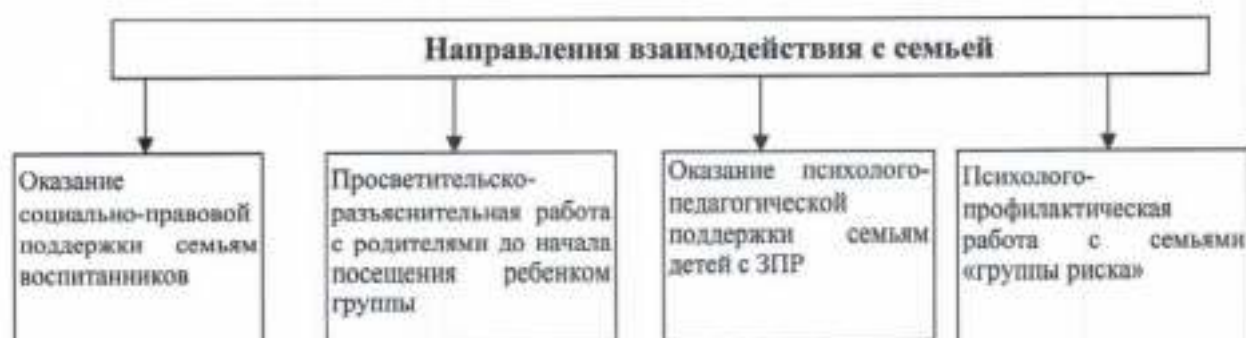 Направления взаимодействия с семьей
Оказание
социально-правовой
поддержки семьям
воспитанников
Просветительско-
разъяснительная работа
с родителями до начала
посещения ребенком
группы
Оказание психолого-
педагогической
поддержки семьям
детей с ЗПР
Психолого-
профилактическая
работа с семьями
«группы риска»